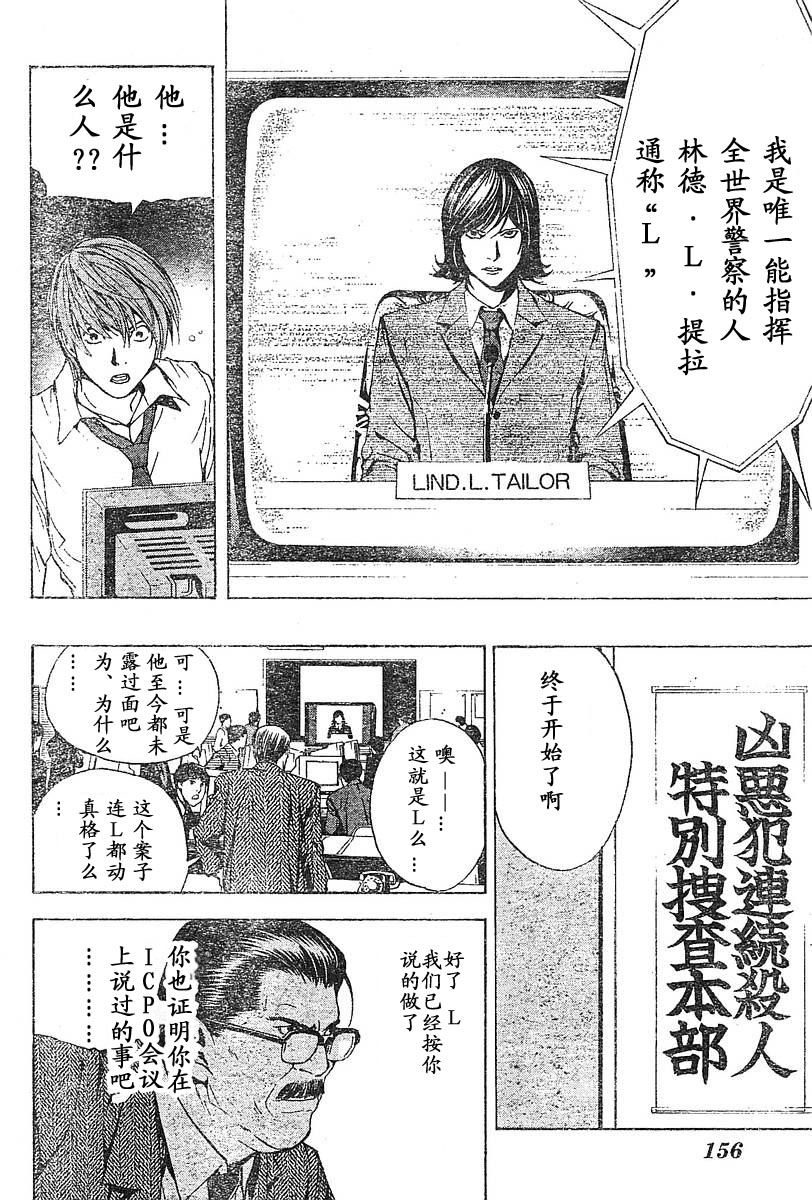 我是唯一能指挥
全世界警察的人
林德·L·提拉
通称“L”
LIND.L.TAILOR
他…
他是什
么人??
凶悪犯連続殺人
特別捜査本部
终于开始了啊
噢——…
这就是L么…
可…可是
他至今都未
露过面吧
为、为什么
……
这个案子
连L都动
真格了么
…
好了L
我们已经按你
说的做了
你也证明你在
ICPO会议
上说过的事吧
………
156